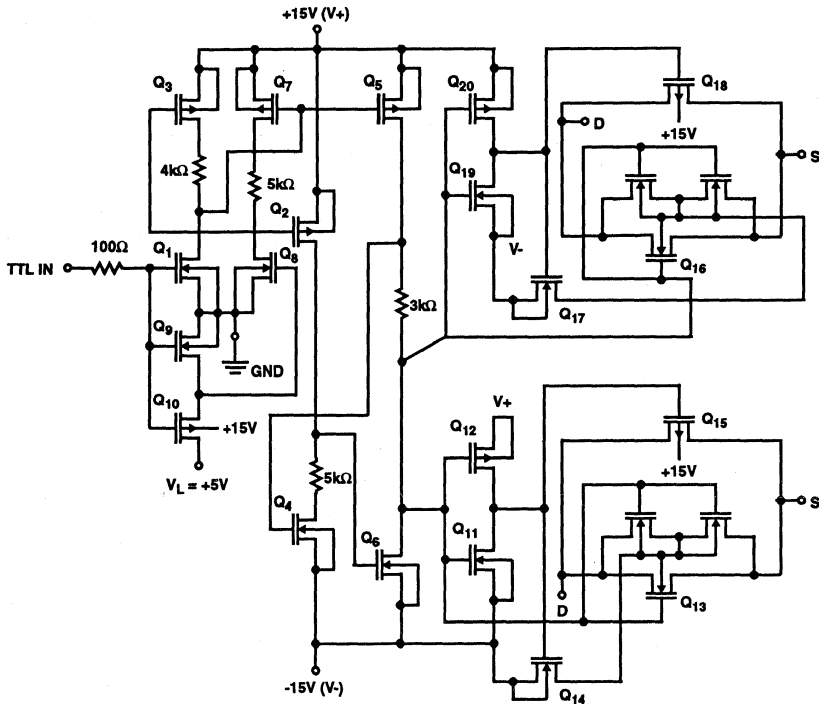 +15V (V+)
Q3
Q7
Q5
Q20
Q18
D
+15V
S
4kΩ
5kΩ
Q2
Q19
V-
100Ω
TTL IN
Q1
Q8
3kΩ
Q16
Q17
Q9
GND
Q10
+15V
VL = +5V
V+
Q12
Q15
+15V
S
5kΩ
Q4
Q6
Q11
D
Q13
-15V (V-)
Q14